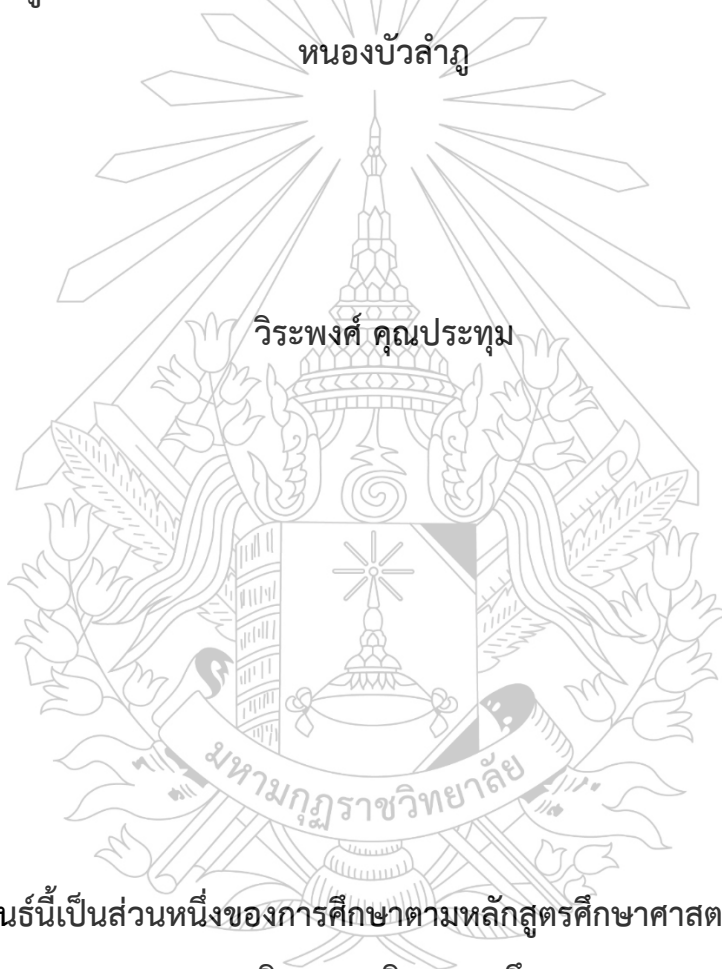 หนองบัวลำภู
วิระพงศ์ คุณประทุม
มหามกุฏราชวิทยาลัย
นธ์นี้เป็นส่วนหนึ่งของการศึกษาตามหลักสูตรศึกษาศาสต